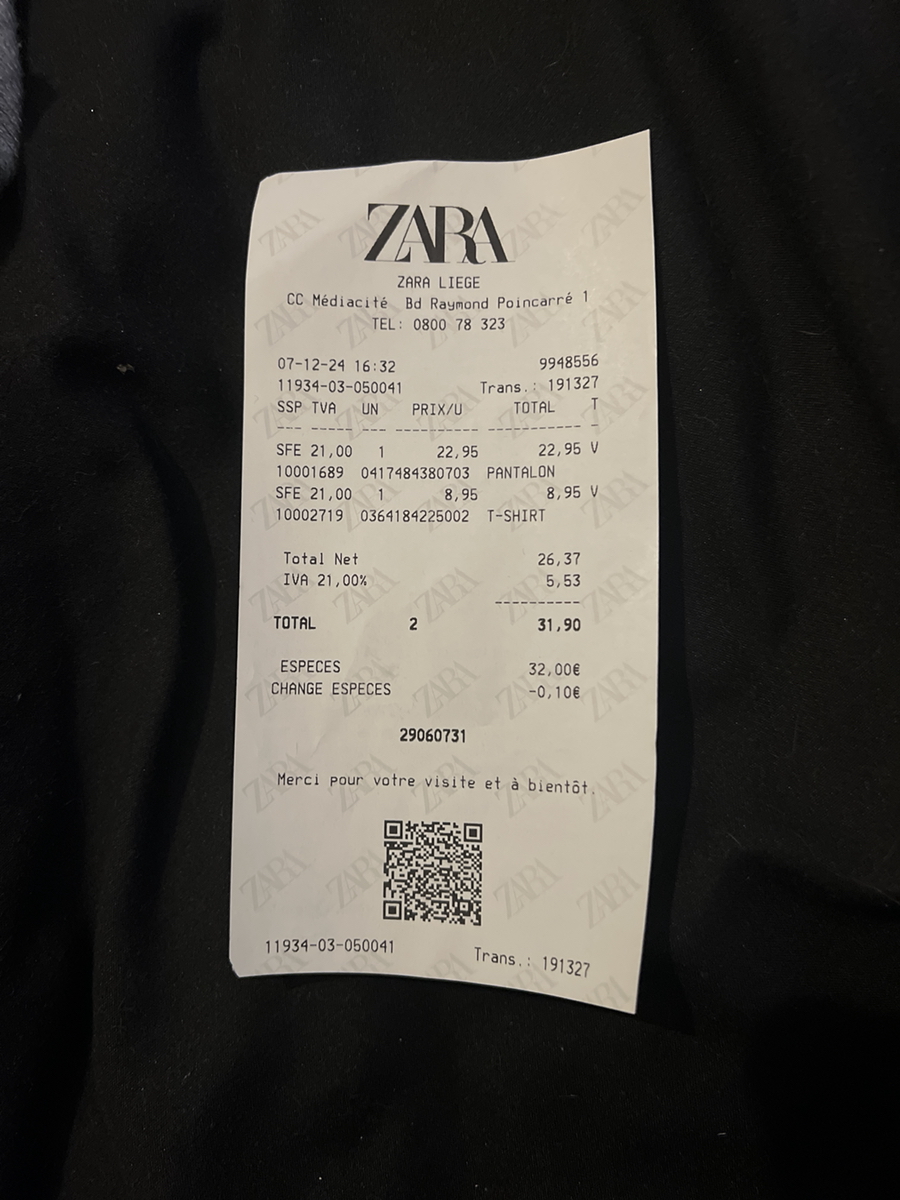 ZARA
ZARA LIEGE
CC Médiacité Bd Raymond Poincarré 1
TEL: 0800 78 323
07-12-24 16:32 9948556
11934-03-050041 Trans.: 191327
SSP TVA UN PRIX/U TOTAL T
--- ----- --- ---------- ----------- -
SFE 21,00 1 22,95 22,95 V
10001689 0417484380703 PANTALON
SFE 21,00 1 8,95 8,95 V
10002719 0364184225002 T-SHIRT
Total Net 26,37
IVA 21,00% 5,53
----------
TOTAL 2 31,90
ESPECES 32,00€
CHANGE ESPECES -0,10€
29060731
Merci pour votre visite et à bientôt.
11934-03-050041 Trans.: 191327